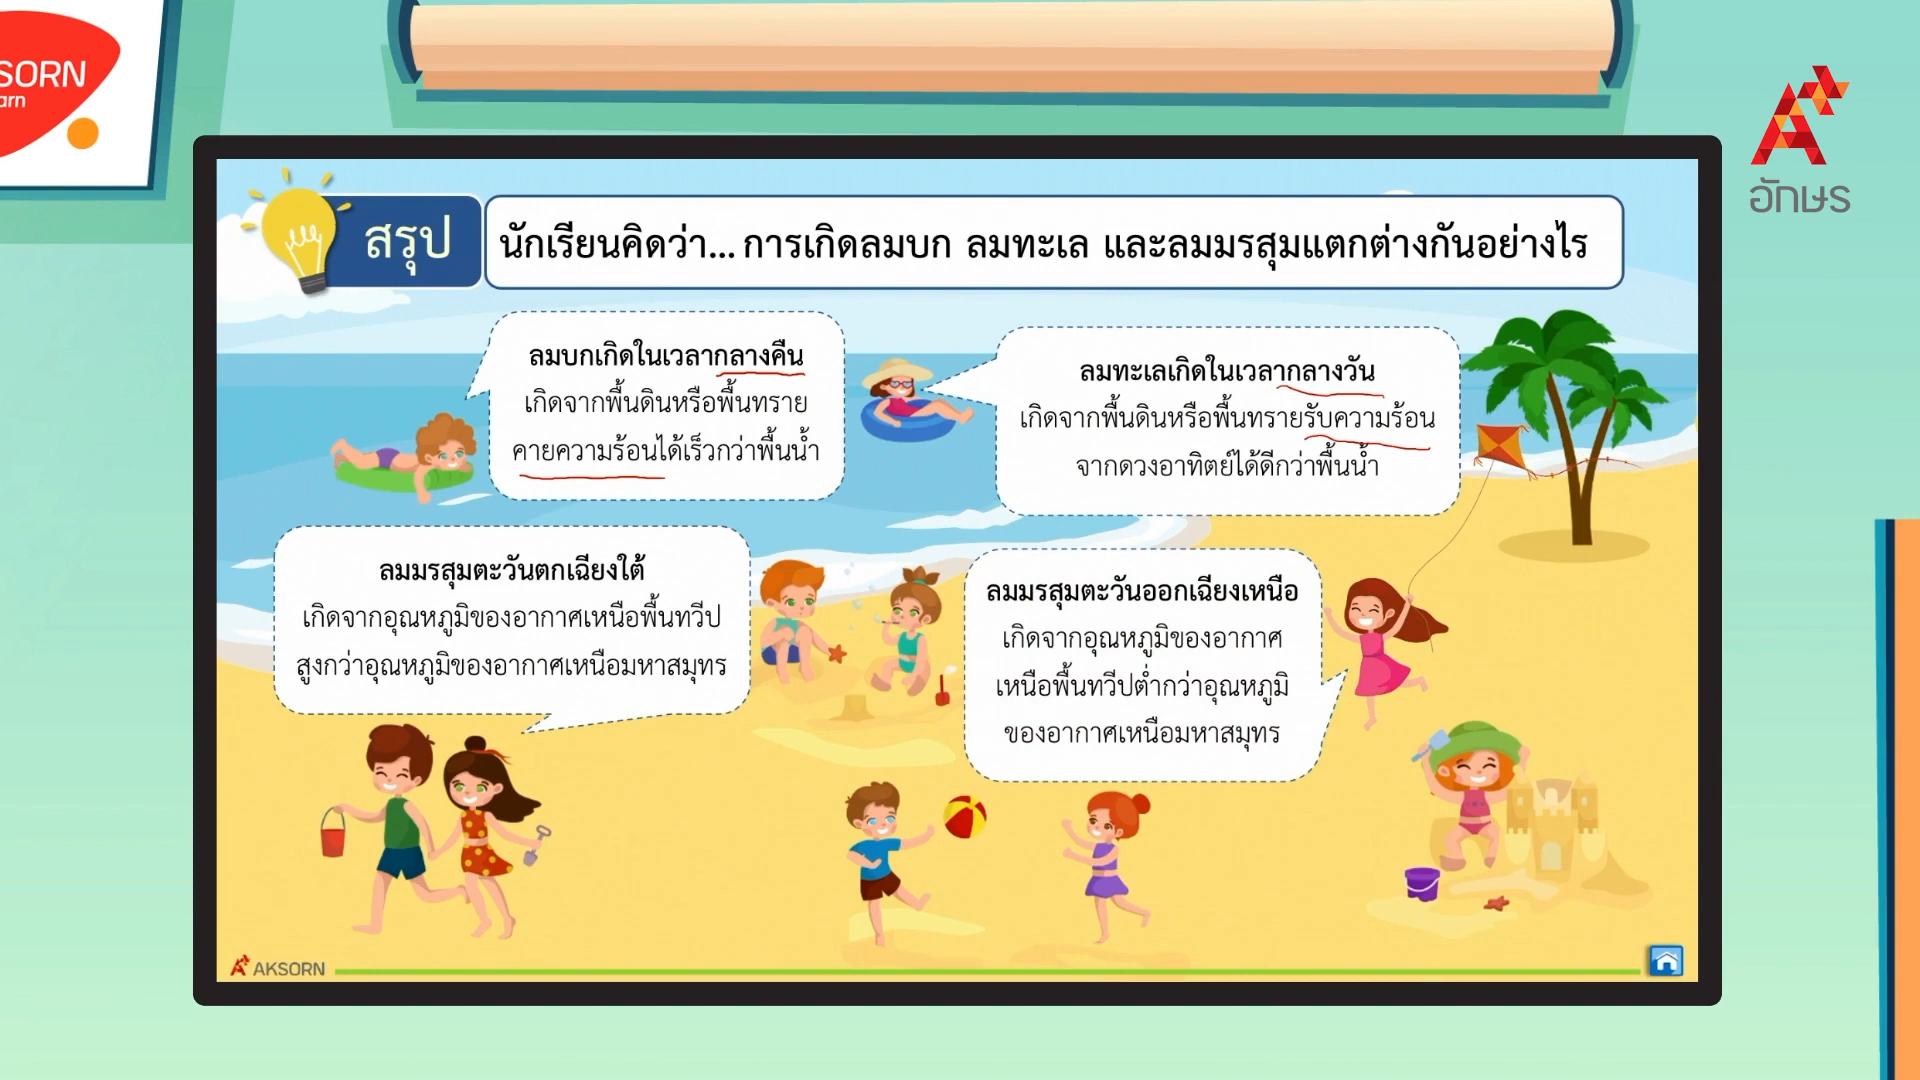 SORN
arn
อักษร
สรุป
นักเรียนคิดว่า... การเกิดลมบก ลมทะเล และลมมรสุมแตกต่างกันอย่างไร
ลมบกเกิดในเวลากลางคืน
เกิดจากพื้นดินหรือพื้นทราย
คายความร้อนได้เร็วกว่าพื้นน้ำ
ลมทะเลเกิดในเวลากลางวัน
เกิดจากพื้นดินหรือพื้นทรายรับความร้อน
จากดวงอาทิตย์ได้ดีกว่าพื้นน้ำ
ลมมรสุมตะวันตกเฉียงใต้
เกิดจากอุณหภูมิของอากาศเหนือพื้นทวีป
สูงกว่าอุณหภูมิของอากาศเหนือมหาสมุทร
ลมมรสุมตะวันออกเฉียงเหนือ
เกิดจากอุณหภูมิของอากาศ
เหนือพื้นทวีปต่ำกว่าอุณหภูมิ
ของอากาศเหนือมหาสมุทร
AKSORN